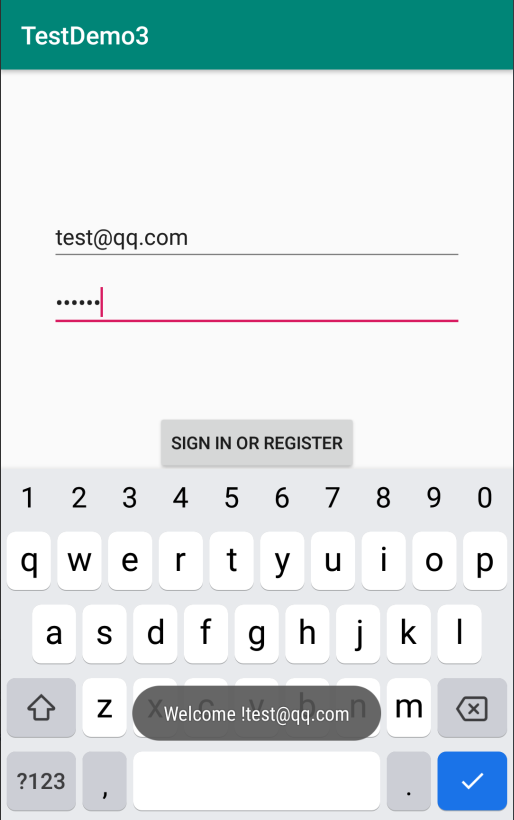 TestDemo3
test@qq.com
••••••
SIGN IN OR REGISTER
1 2 3 4 5 6 7 8 9 0
q w e r t y u i o p
a s d f g h j k l
z x c v b n m
Welcome !test@qq.com
?123 , .